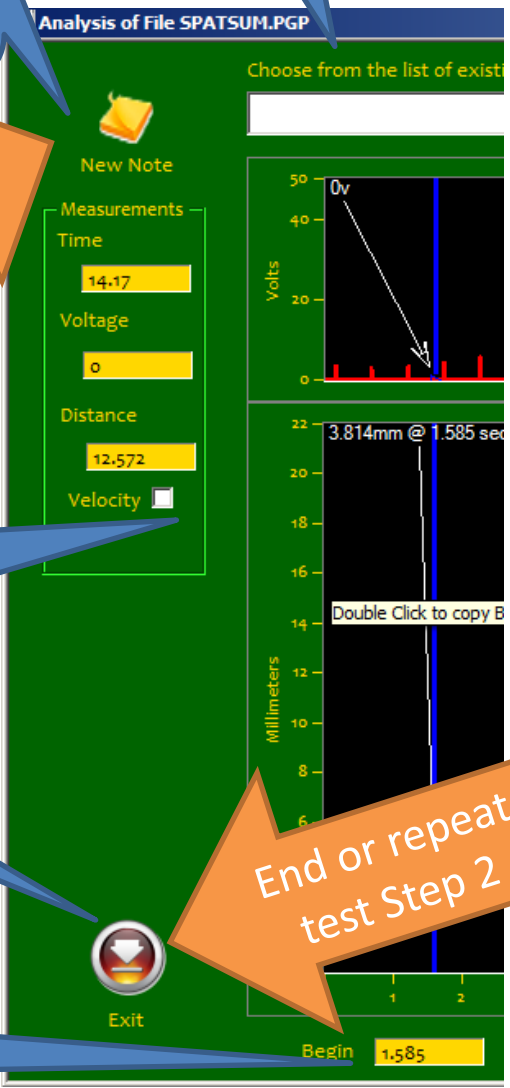 Analysis of File SPATSUM.PGP
Choose from the list of existi
New Note
Measurements
Time
14.17
Voltage
0
Distance
12.572
Velocity
50
40
20
0
Volts
0v
22
20
18
16
14
12
10
8
6
Millimeters
3.814mm @ 1.585 sec
Double Click to copy B
End or repeat
test Step 2
1
2
Exit
Begin
1.585